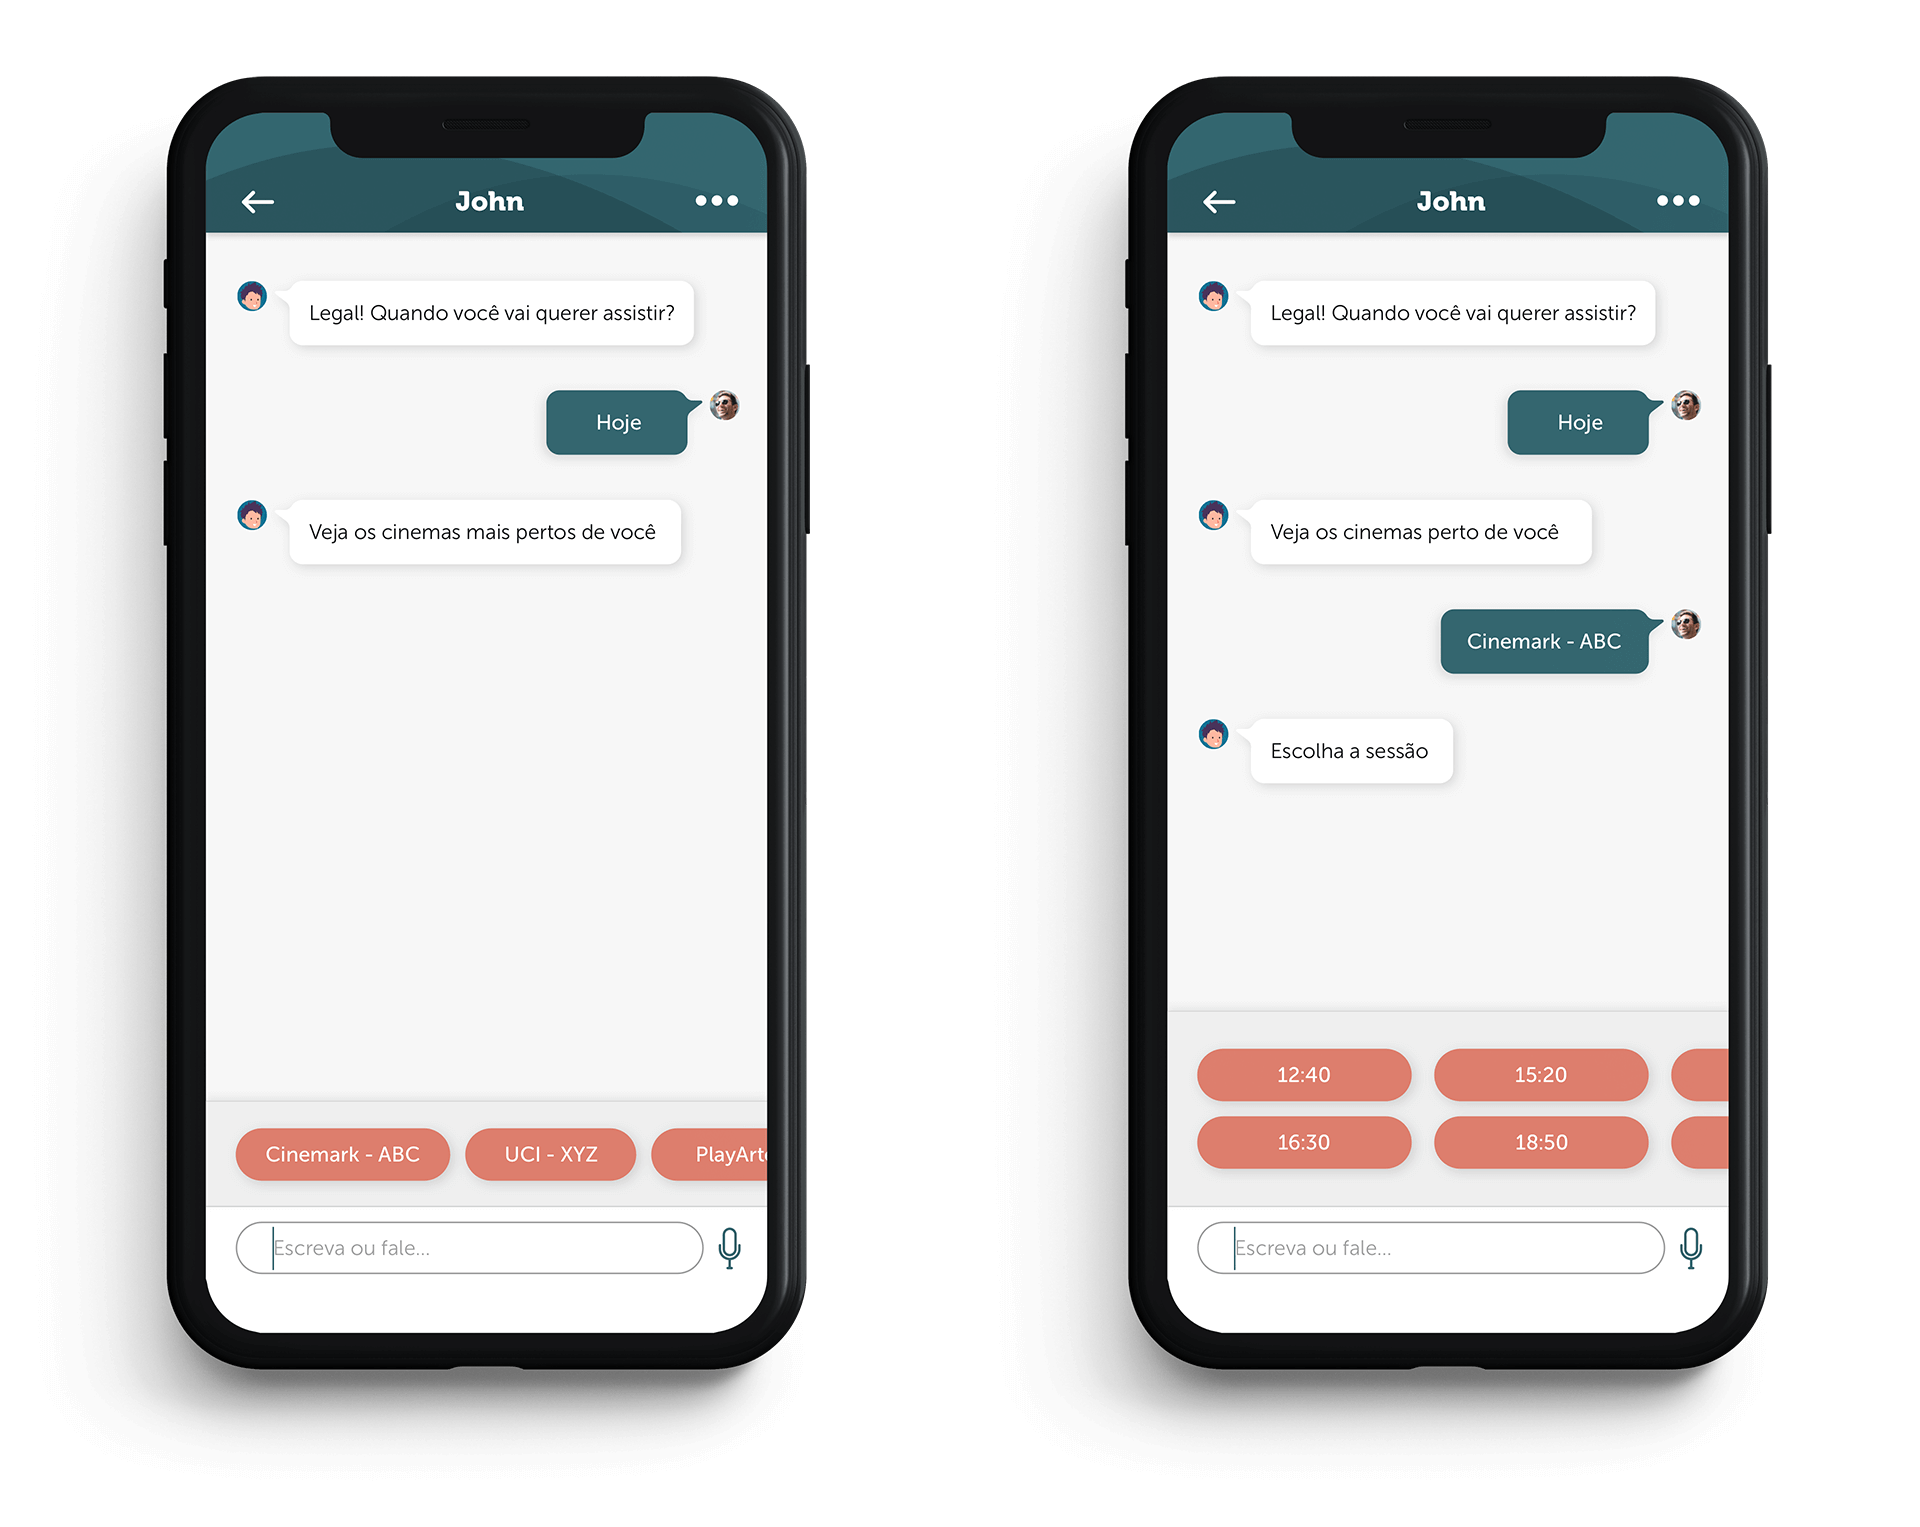 John
Legal! Quando você vai querer assistir?
Hoje
Veja os cinemas mais pertos de você
Cinemark - ABC
UCI - XYZ
PlayArt
Escreva ou fale...
John
Legal! Quando você vai querer assistir?
Hoje
Veja os cinemas perto de você
Cinemark - ABC
Escolha a sessão
12:40
15:20
16:30
18:50
Escreva ou fale...